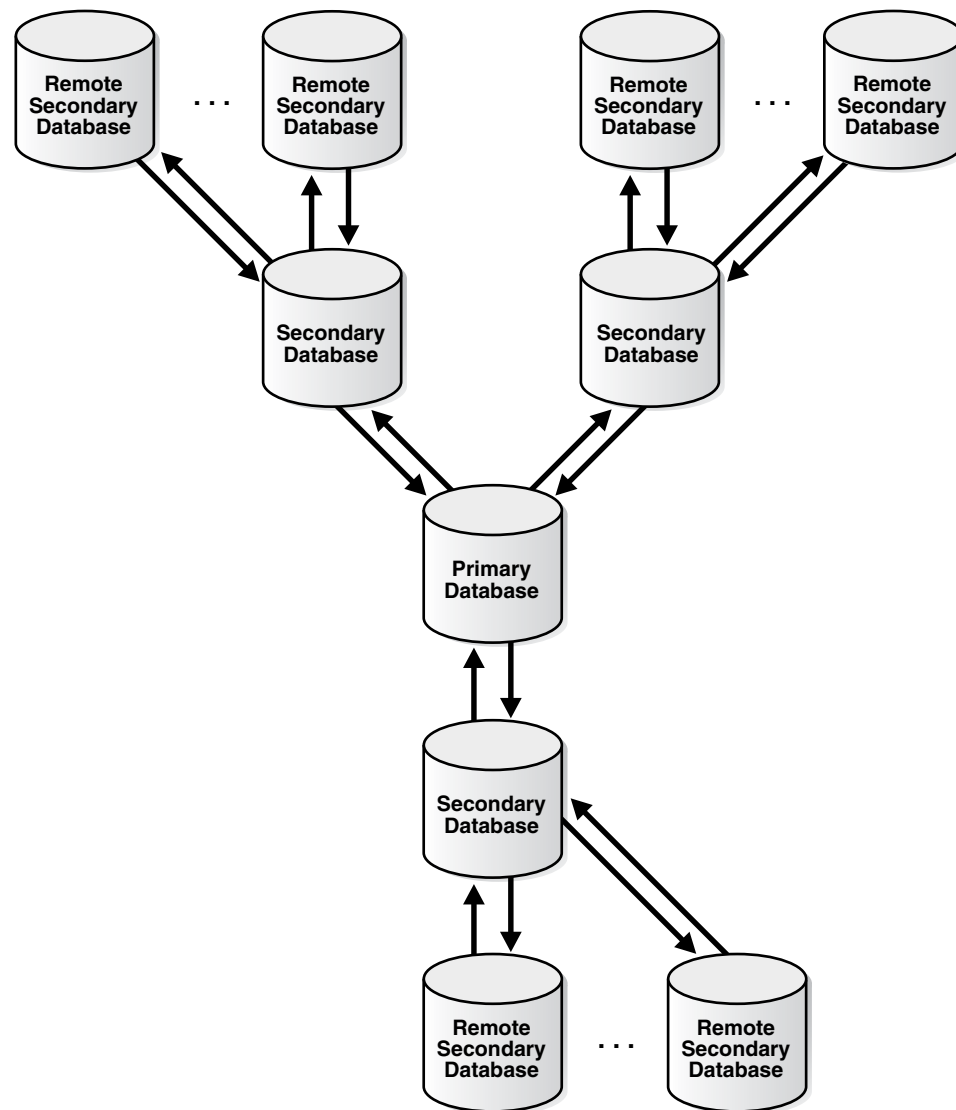 Remote
Secondary
Database
. . .
Remote
Secondary
Database
Remote
Secondary
Database
. . .
Remote
Secondary
Database
Secondary
Database
Secondary
Database
Primary
Database
Secondary
Database
Remote
Secondary
Database
. . .
Remote
Secondary
Database